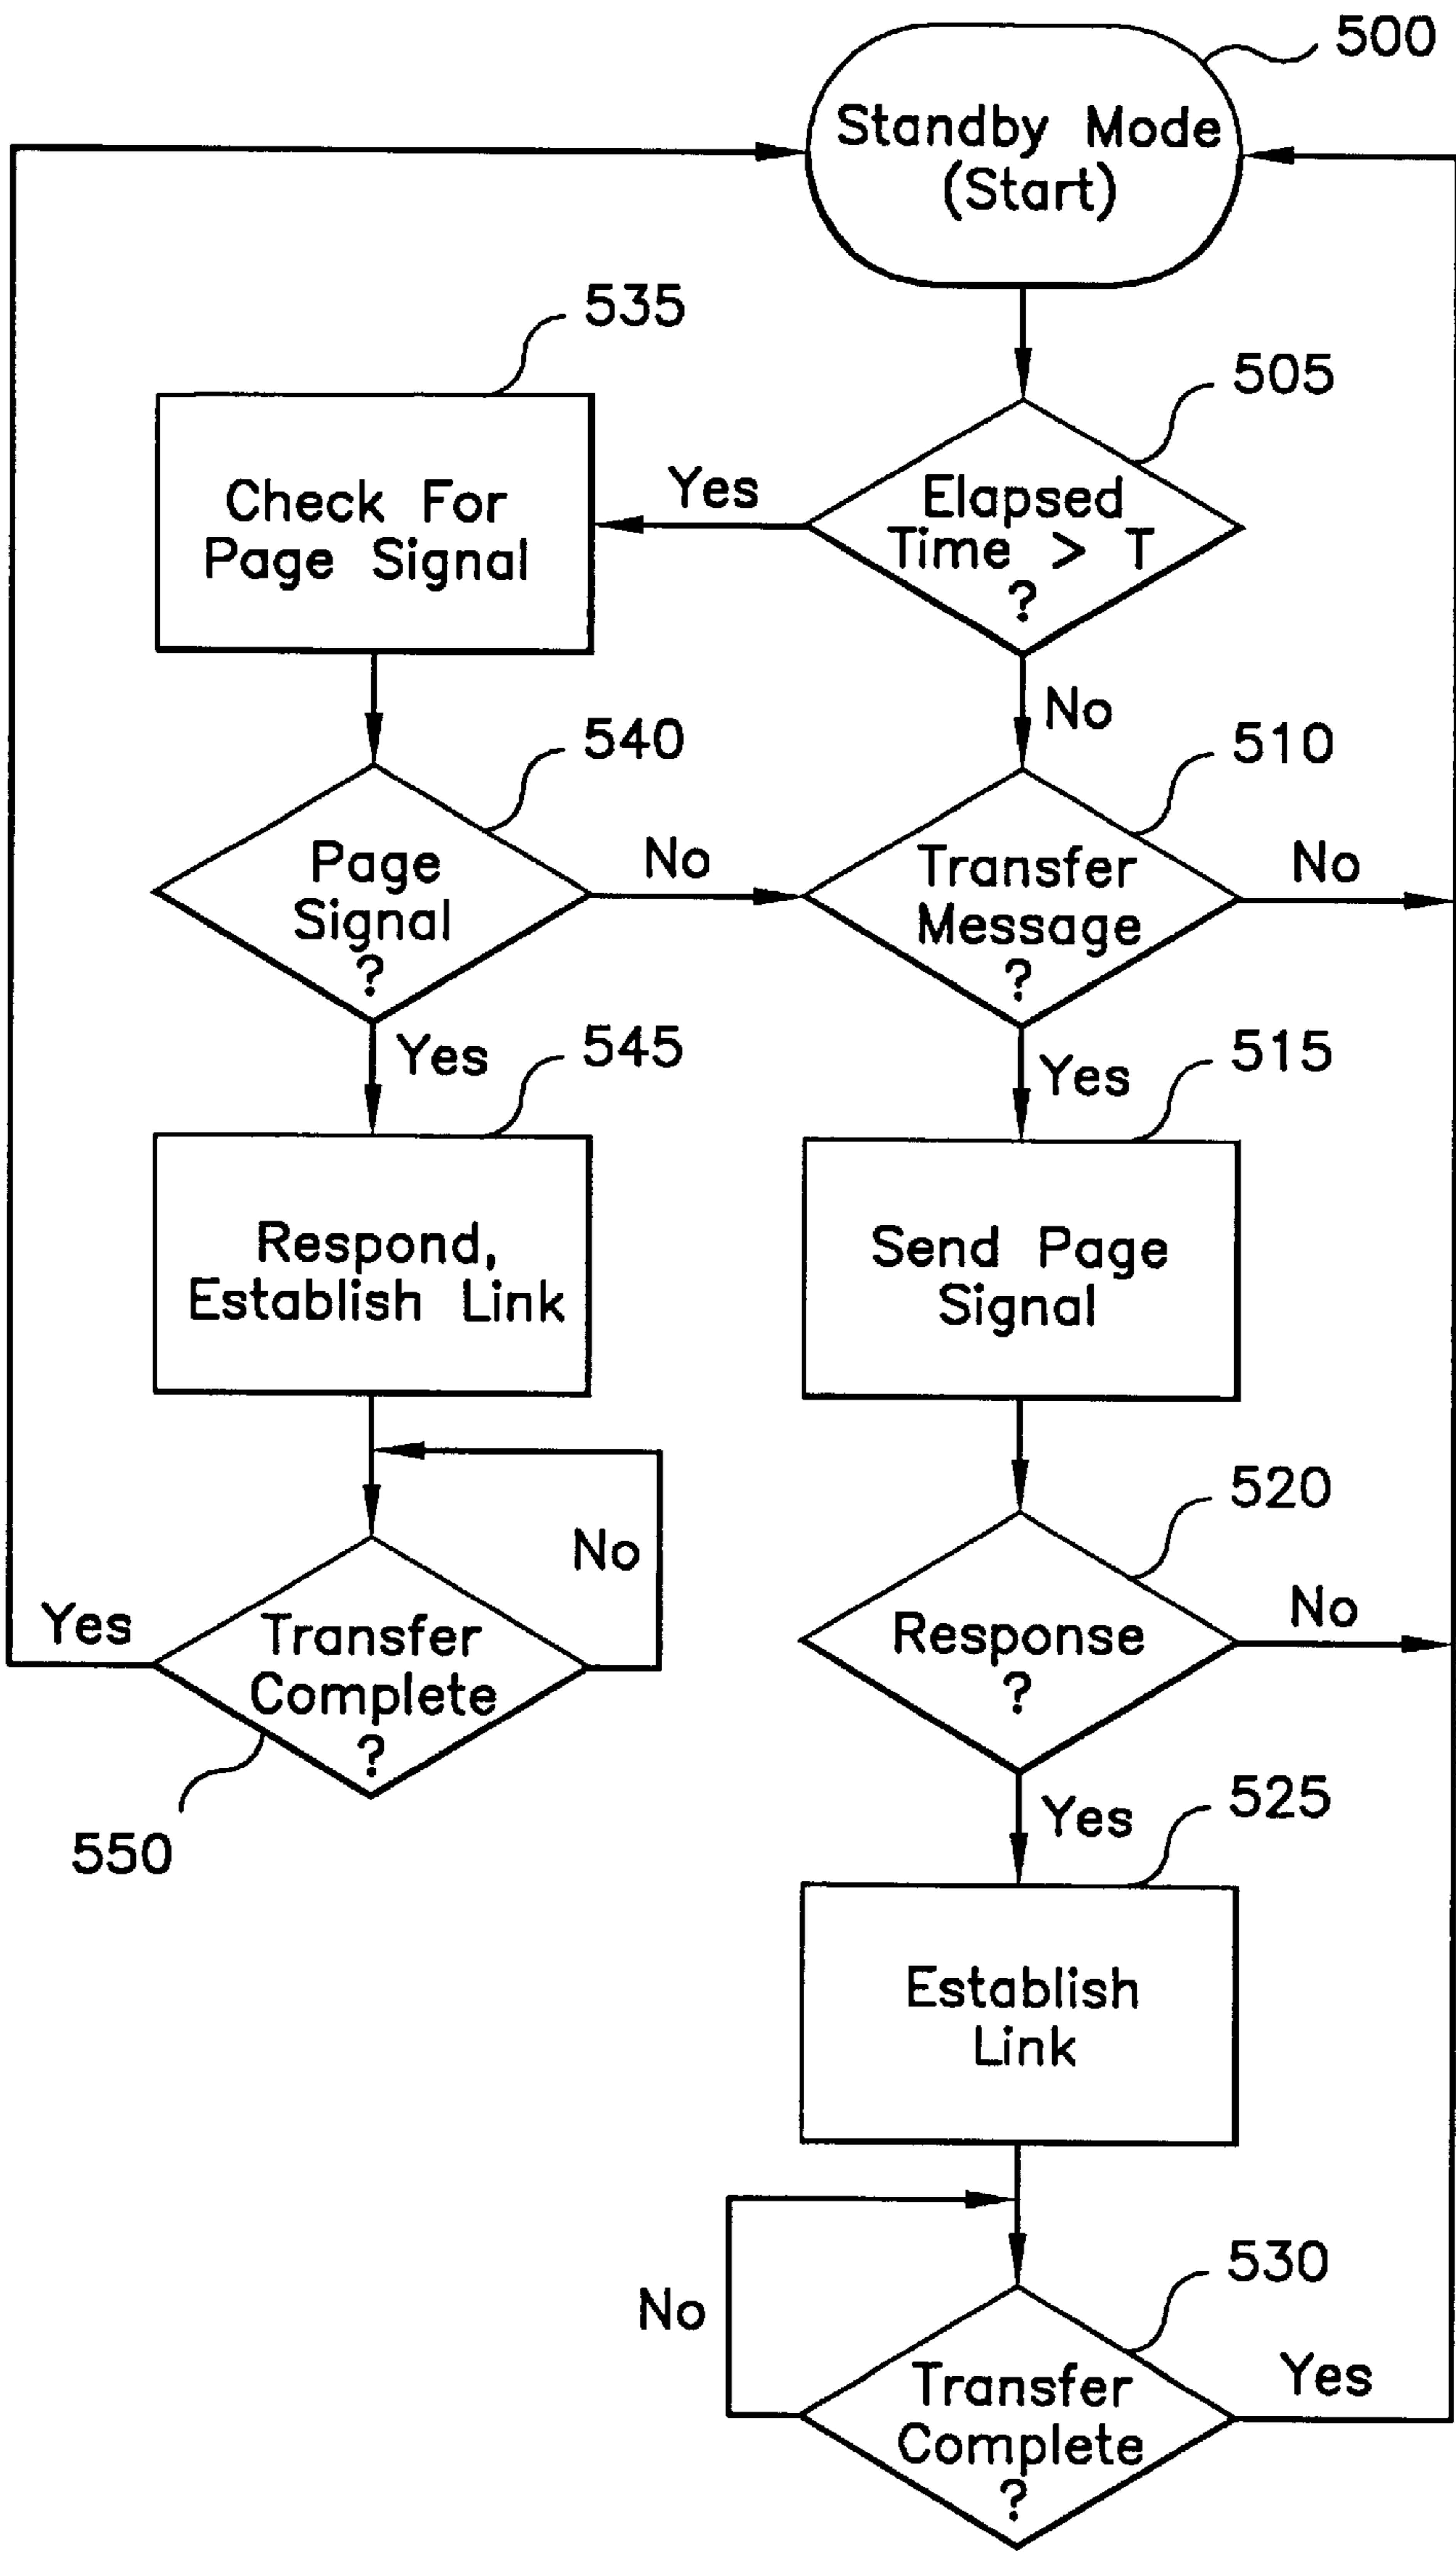 500
Standby Mode
(Start)
535
505
Check For
Page Signal
Yes
Elapsed
Time > T
?
No
540
510
Page
Signal
?
No
Transfer
Message
?
No
Yes
545
Yes
515
Respond,
Establish Link
Send Page
Signal
520
No
Yes
Transfer
Complete
?
Response
?
No
550
Yes
525
Establish
Link
530
No
Transfer
Complete
?
Yes